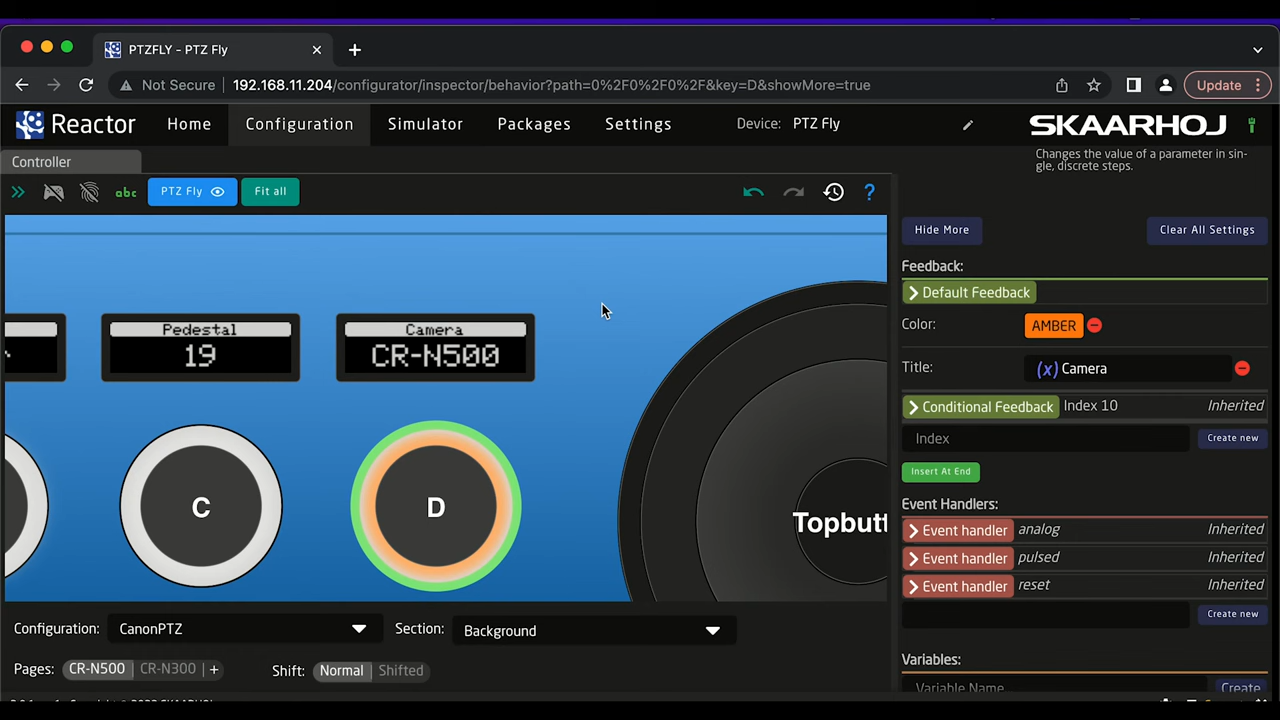 PTZFLY - PTZ Fly
Not Secure 192.168.11.204/configurator/inspector/behavior?path=0%2F0%2F0%2F&key=D&showMore=true Update
Reactor Home Configuration Simulator Packages Settings Device: PTZ Fly SKAARHOJ
Controller
Changes the value of a parameter in sin-
gle, discrete steps.
abc PTZ Fly Fit all ?
Hide More Clear All Settings
Feedback:
Default Feedback
Color: AMBER
Title: (x) Camera
Conditional Feedback Index 10 Inherited
Index Create new
Insert At End
Event Handlers:
Event handler analog Inherited
Event handler pulsed Inherited
Event handler reset Inherited
Create new
Variables:
Variable Name Create
Pedestal
19
Camera
CR-N500
C
D
Topbutt
Configuration: CanonPTZ Section: Background
Pages: CR-N500 CR-N300 + Shift: Normal Shifted